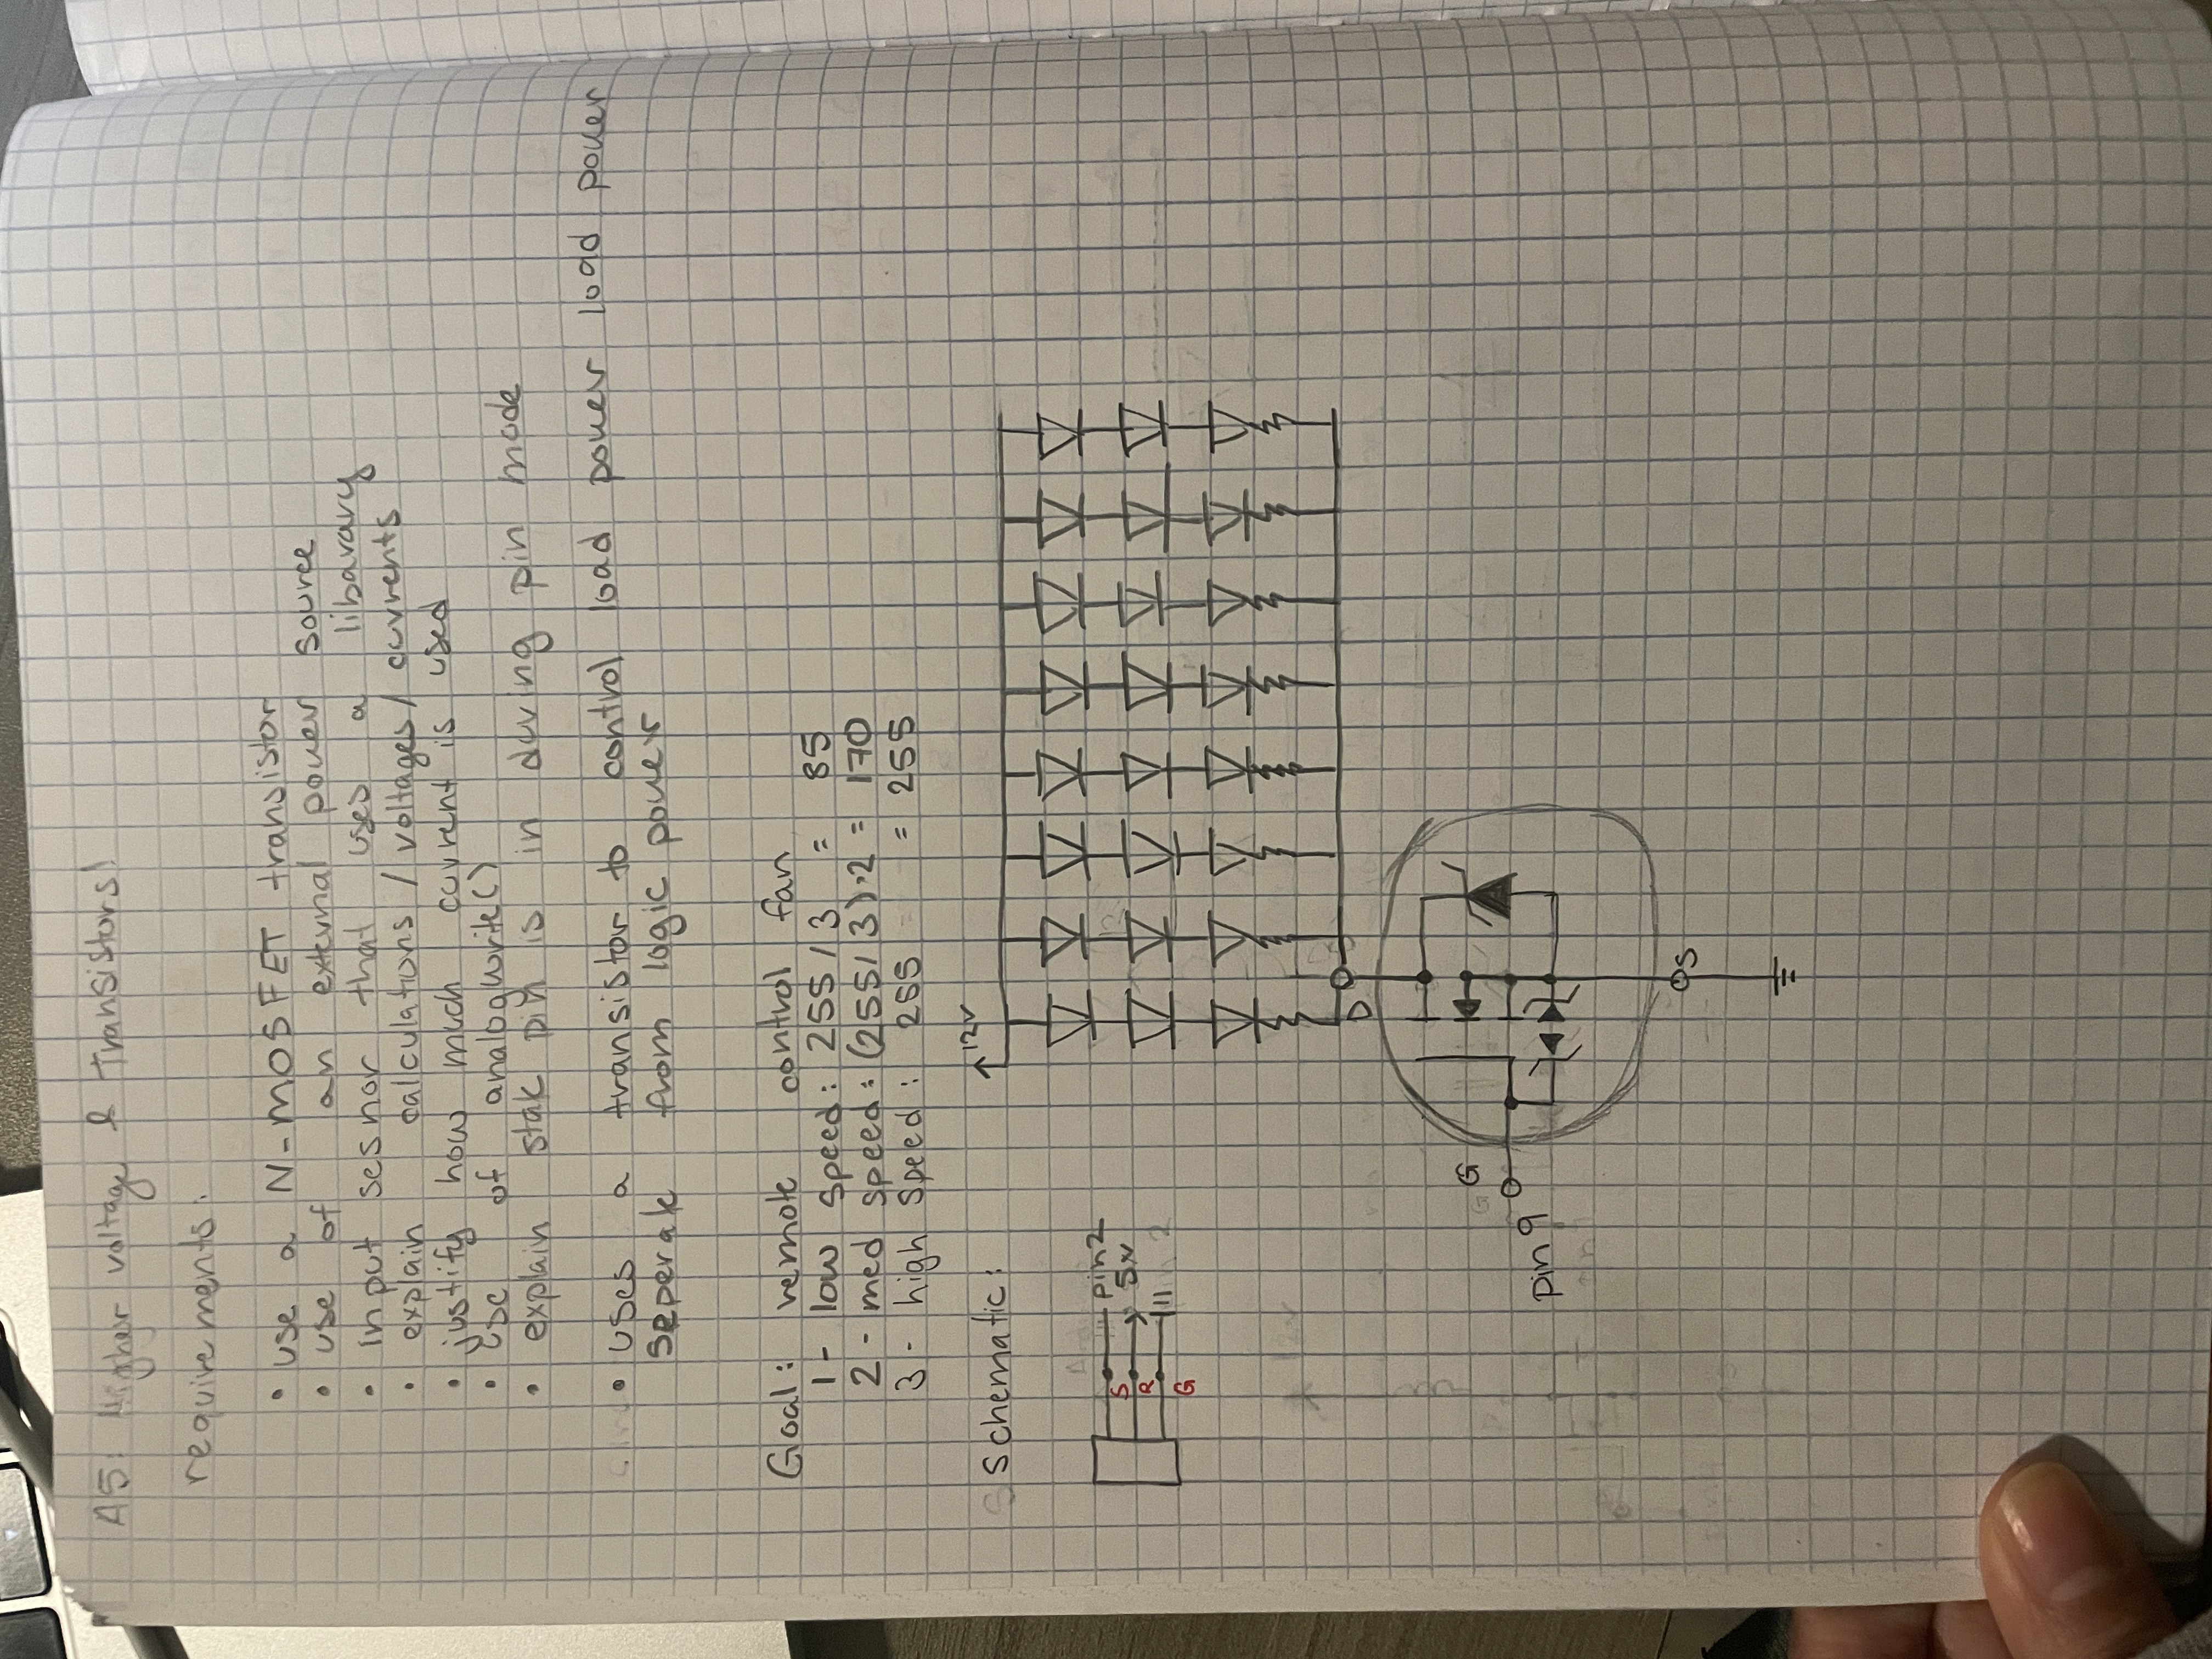 A5: Higher voltage & Transistors!
requirements:
• use a N-MOSFET transistor
• use of an external power source
• input sesnor that uses a libarary
• explain calculations / voltages / currents
• justify how much current is used
• use of analogwrite()
• explain state pin is in during pin mode
• uses a transistor to control load power load power
seperate from logic power
Goal: remote control fan
1 - low speed: 255 / 3 = 85
2 - med speed: (255 / 3) · 2 = 170
3 - high speed: 255 = 255
Schematic:
12v
pin 2
S
5v
R
G
D
G
pin 9
S